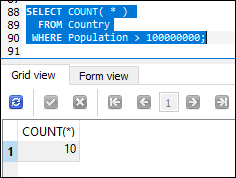 88 SELECT COUNT( * )
89 FROM Country
90 WHERE Population > 100000000;
91
Grid view Form view
1
COUNT(*)
1 10